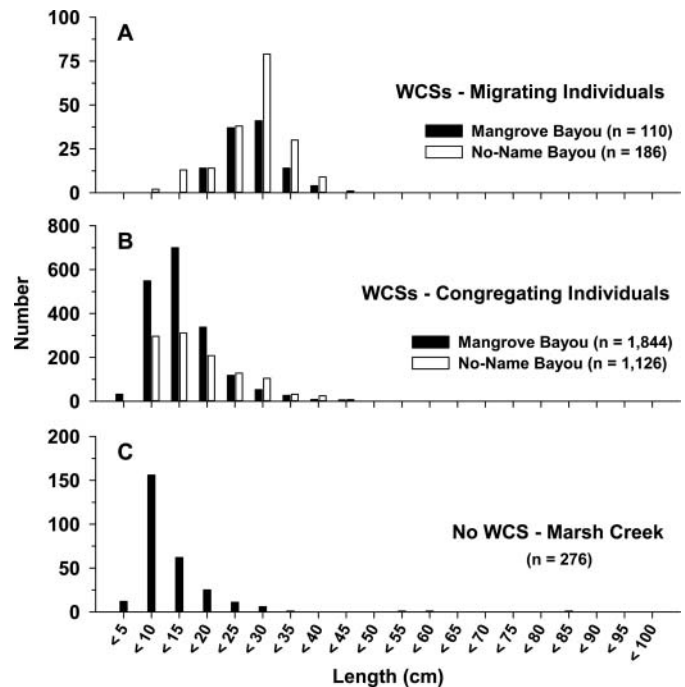 100
75
50
25
0
A
WCSs - Migrating Individuals
Mangrove Bayou (n = 110)
No-Name Bayou (n = 186)
800
600
400
200
0
B
WCSs - Congregating Individuals
Mangrove Bayou (n = 1,844)
No-Name Bayou (n = 1,126)
Number
200
150
100
50
0
C
No WCS - Marsh Creek
(n = 276)
< 5 < 10 < 15 < 20 < 25 < 30 < 35 < 40 < 45 < 50 < 55 < 60 < 65 < 70 < 75 < 80 < 85 < 90 < 95 < 100
Length (cm)